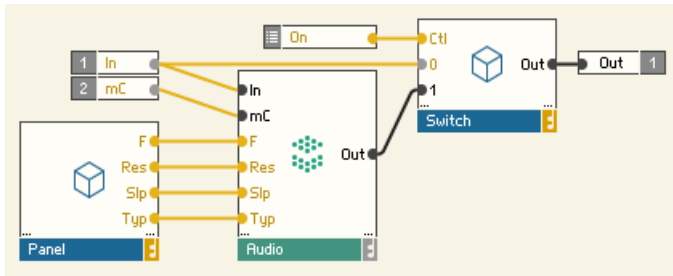 On
Ctl
0
Out
1
...
...
Switch
Out 1
1 In
2 mC
In
mC
F
Res
Slp
Typ
Out
...
...
Audio
F
Res
Slp
Typ
...
...
Panel